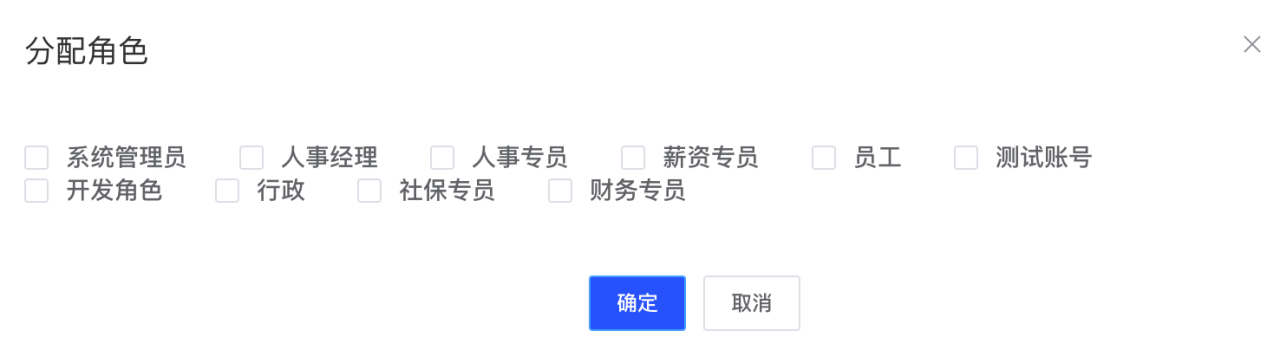 分配角色
系统管理员 人事经理 人事专员 薪资专员 员工 测试账号
开发角色 行政 社保专员 财务专员
确定 取消